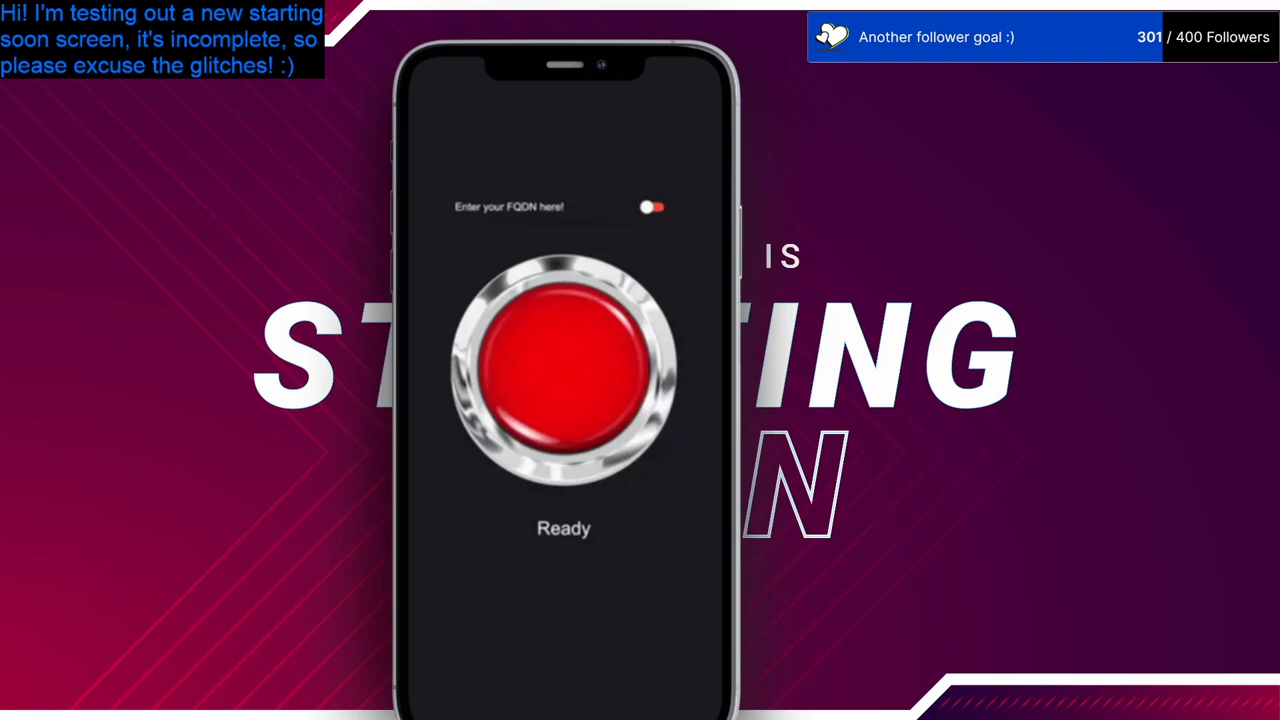 Hi! I'm testing out a new starting
soon screen, it's incomplete, so
please excuse the glitches! :)
Another follower goal :) 301 / 400 Followers
Enter your FQDN here!
IS
ST ING
N
Ready